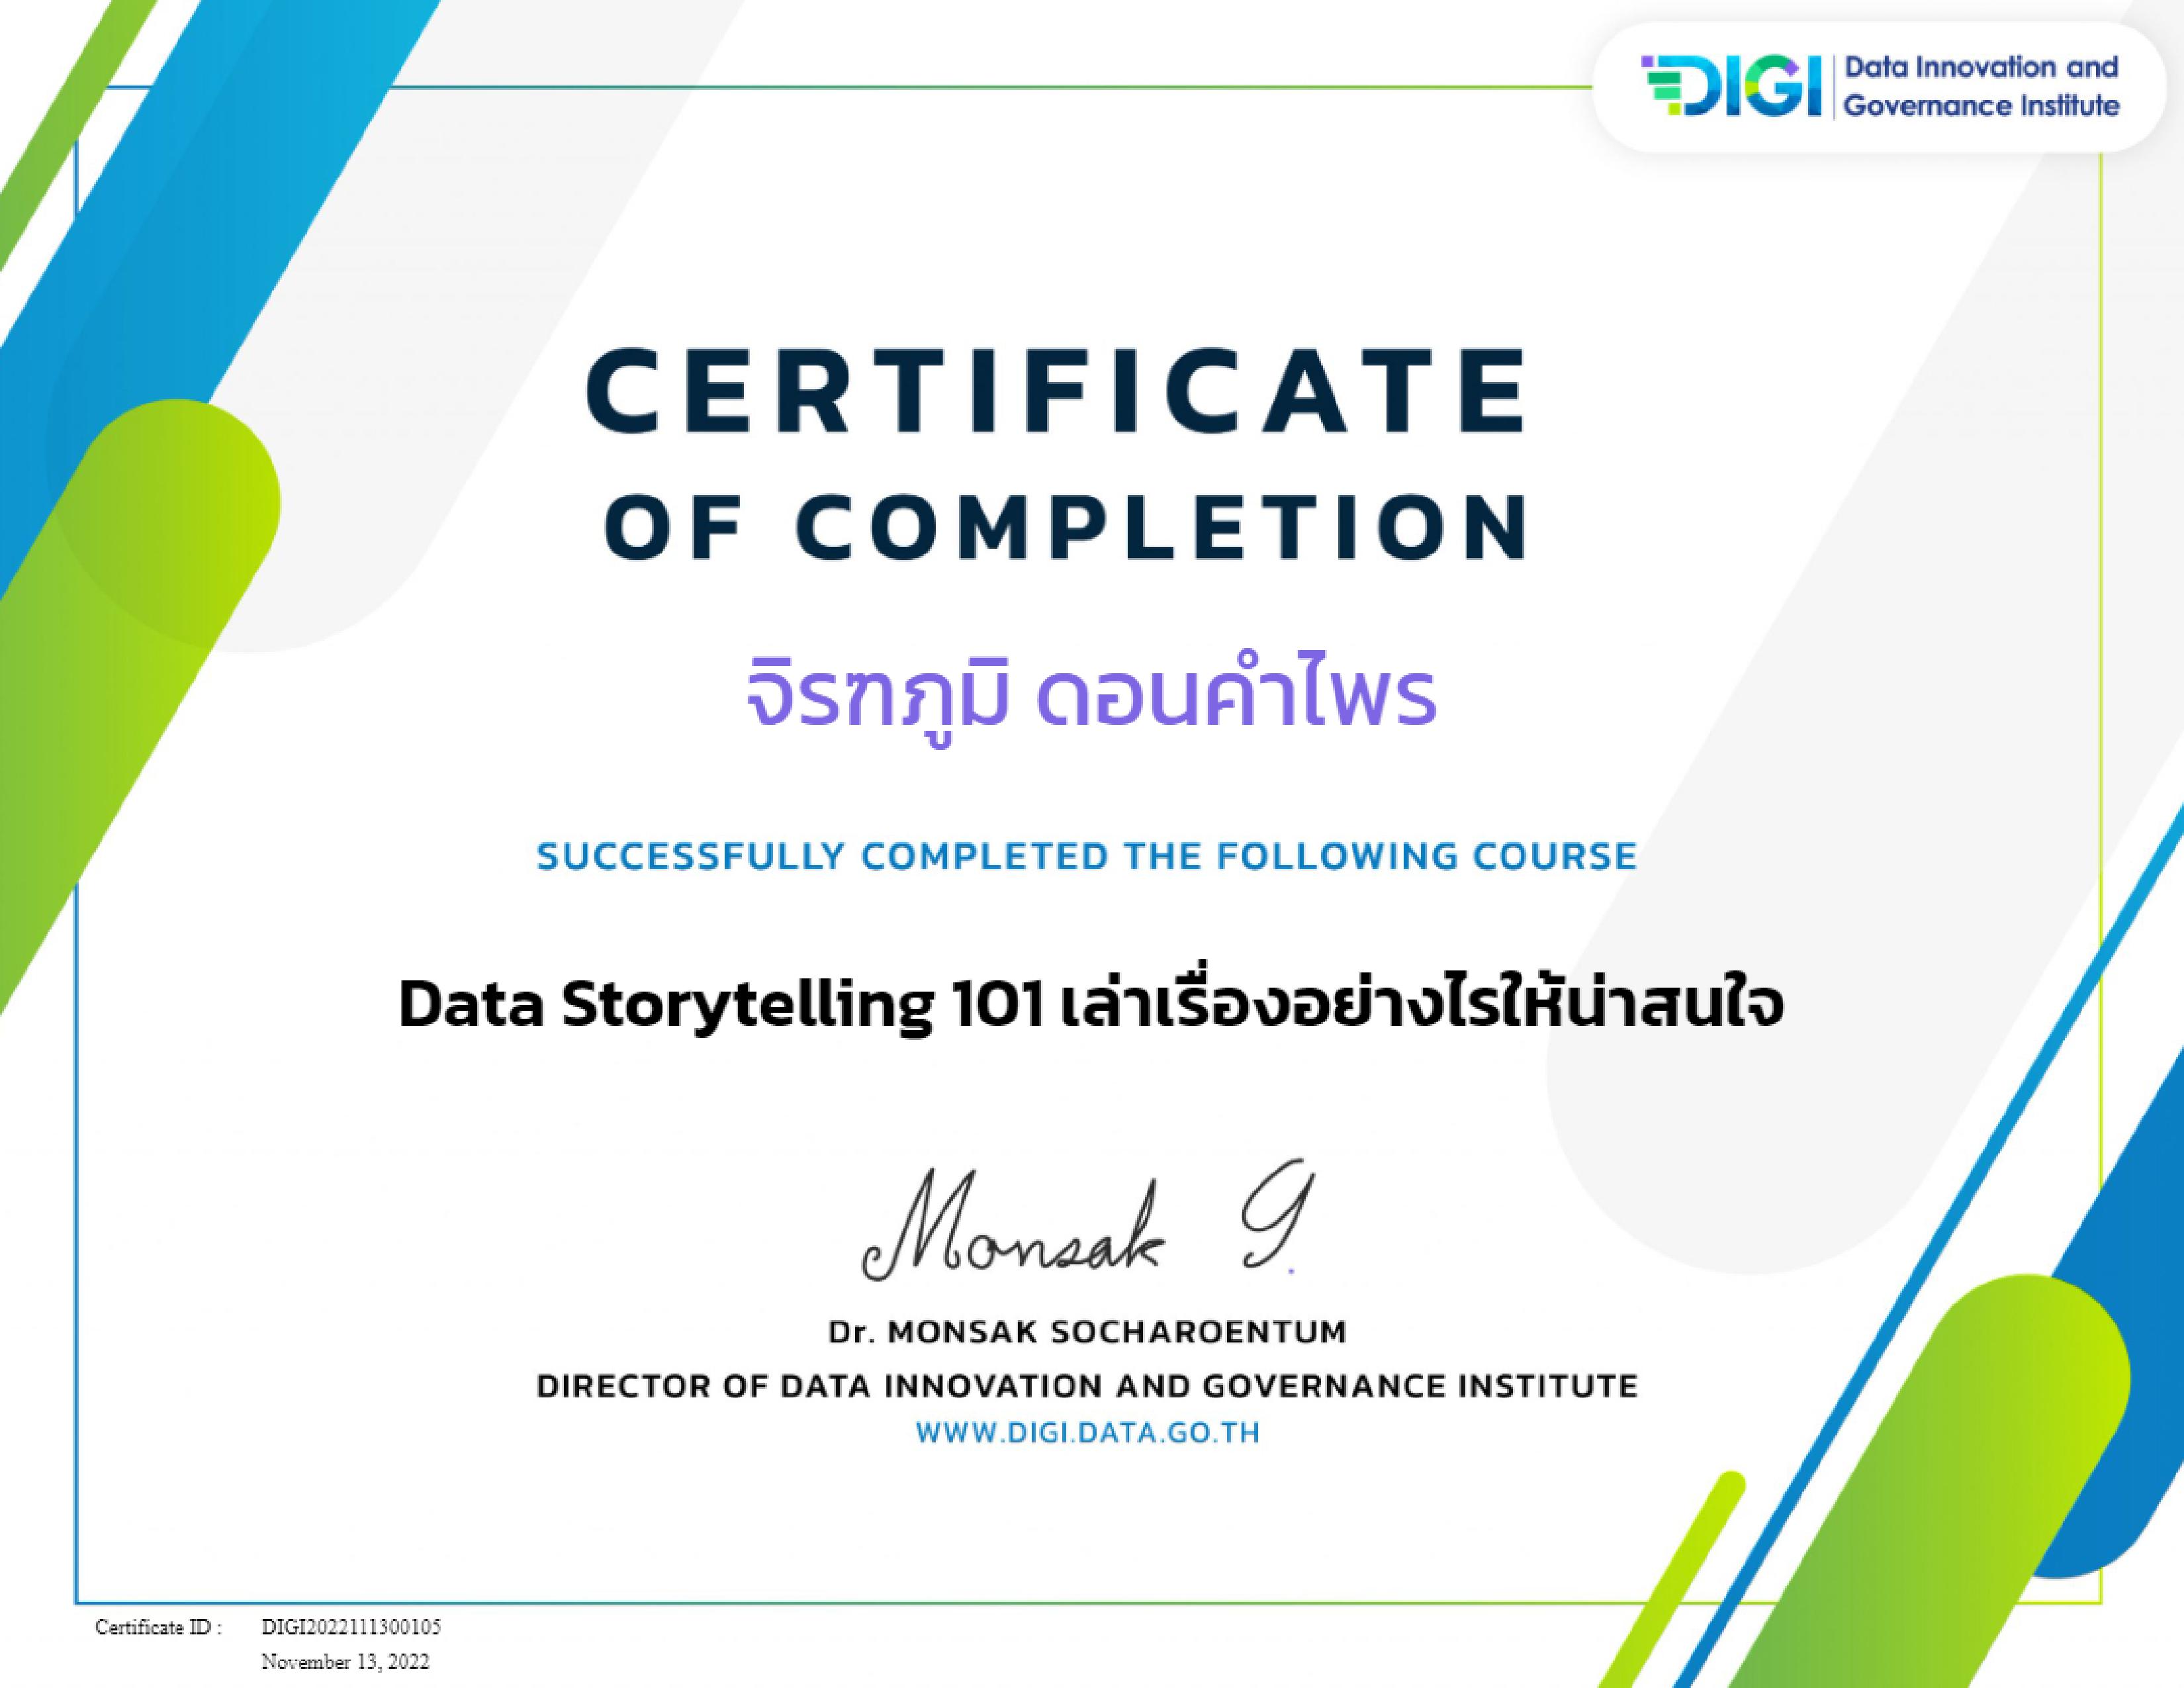 DIGI Data Innovation and
Governance Institute
CERTIFICATE
OF COMPLETION
จิรฑภูมิ ดอนคำไพร
SUCCESSFULLY COMPLETED THE FOLLOWING COURSE
Data Storytelling 101 เล่าเรื่องอย่างไรให้น่าสนใจ
Monsak G.
Dr. MONSAK SOCHAROENTUM
DIRECTOR OF DATA INNOVATION AND GOVERNANCE INSTITUTE
WWW.DIGI.DATA.GO.TH
Certificate ID : DIGI2022111300105
November 13, 2022